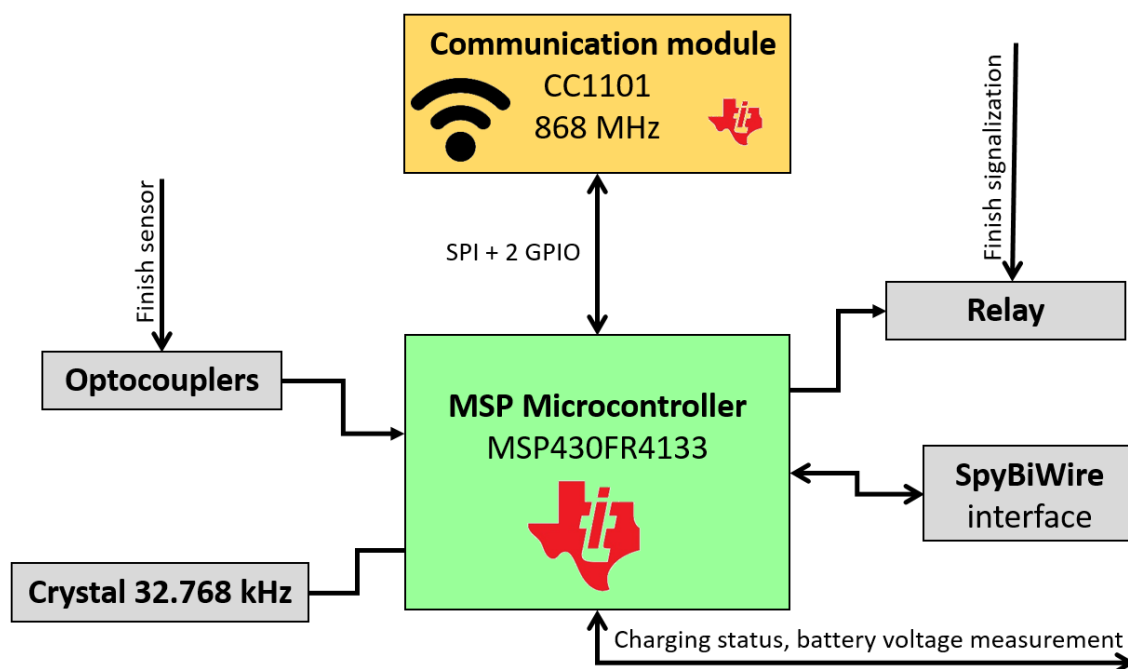 Communication module
CC1101
868 MHz
Finish signalization
Finish sensor
SPI + 2 GPIO
Relay
Optocouplers
MSP Microcontroller
MSP430FR4133
SpyBiWire
interface
Crystal 32.768 kHz
Charging status, battery voltage measurement